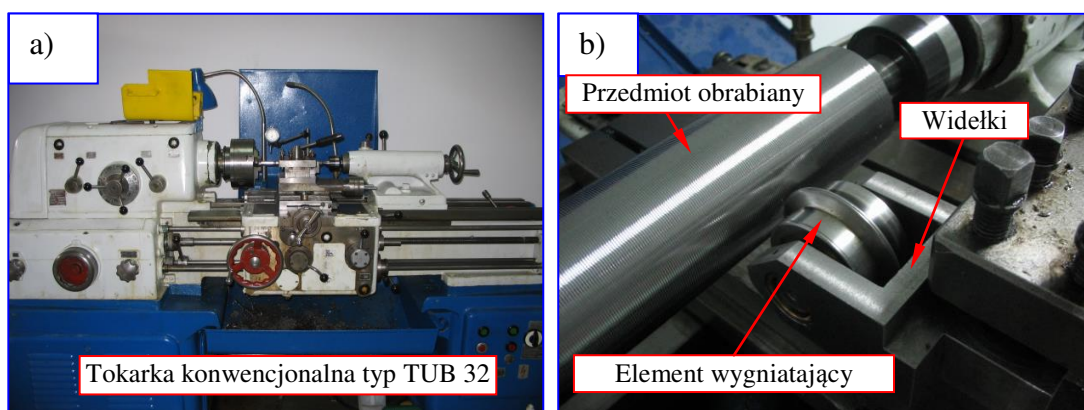 a)
Tokarka konwencjonalna typ TUB 32
b)
Przedmiot obrabiany
Widełki
Element wygniatający